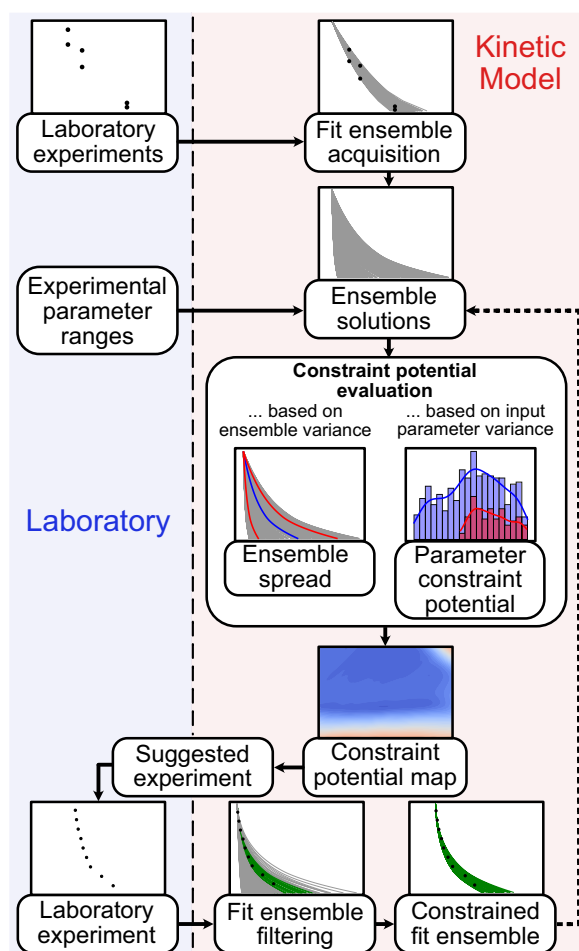 Kinetic
Model
Laboratory
experiments
Fit ensemble
acquisition
Experimental
parameter
ranges
Ensemble
solutions
Constraint potential
evaluation
... based on
ensemble variance
... based on input
parameter variance
Laboratory
Ensemble
spread
Parameter
constraint
potential
Suggested
experiment
Constraint
potential map
Laboratory
experiment
Fit ensemble
filtering
Constrained
fit ensemble